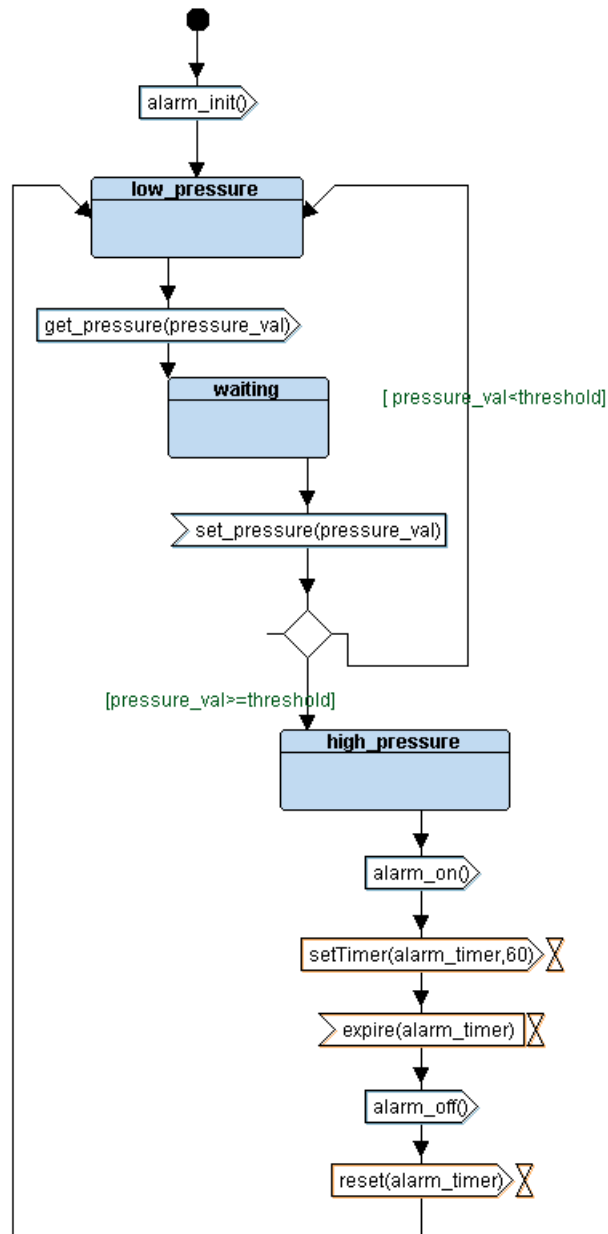 alarm_init()
low_pressure
get_pressure(pressure_val)
waiting
[ pressure_val<threshold]
set_pressure(pressure_val)
[pressure_val>=threshold]
high_pressure
alarm_on()
setTimer(alarm_timer,60)
expire(alarm_timer)
alarm_off()
reset(alarm_timer)